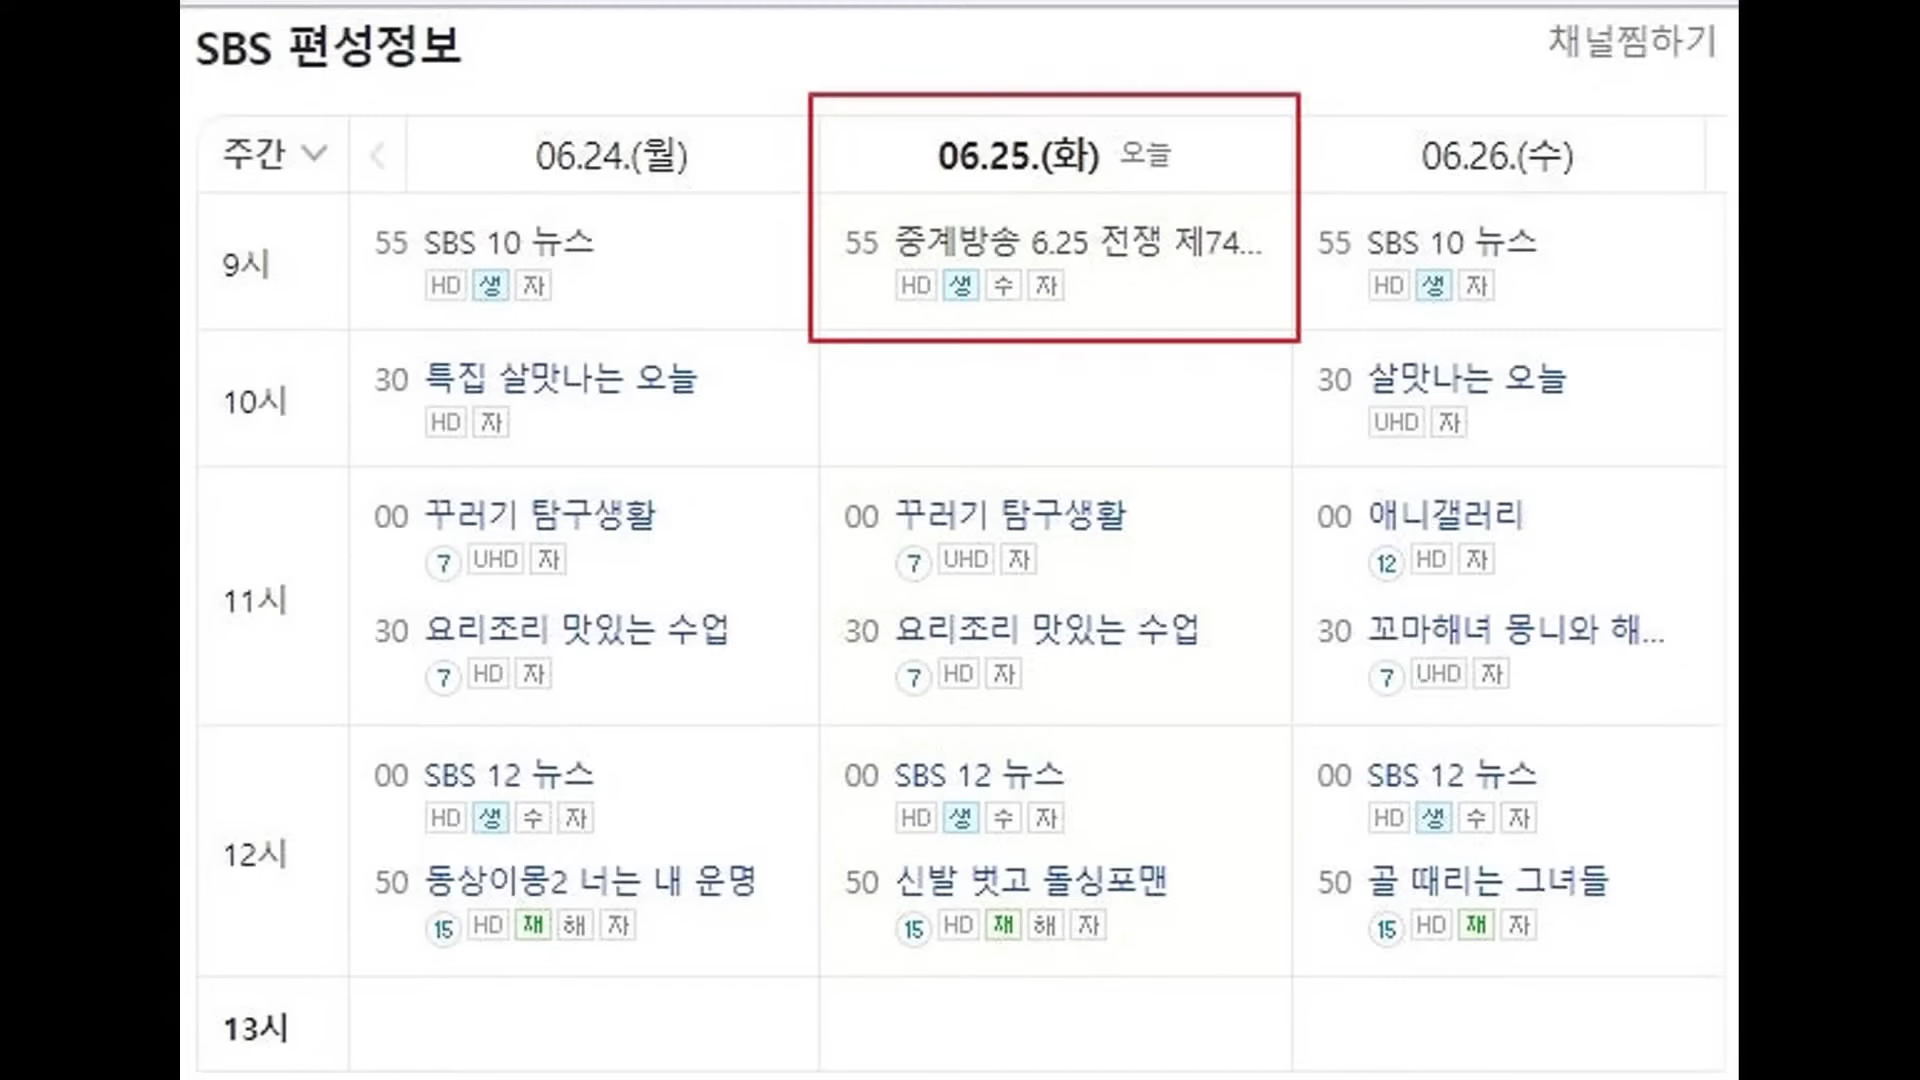 SBS 편성정보
채널찜하기
주간
06.24.(월)
06.25.(화) 오늘
06.26.(수)
9시
55 SBS 10 뉴스
HD 생 자
55 중계방송 6.25 전쟁 제74...
HD 생 수 자
55 SBS 10 뉴스
HD 생 자
10시
30 특집 살맛나는 오늘
HD 자
30 살맛나는 오늘
UHD 자
11시
00 꾸러기 탐구생활
7 UHD 자
30 요리조리 맛있는 수업
7 HD 자
00 꾸러기 탐구생활
7 UHD 자
30 요리조리 맛있는 수업
7 HD 자
00 애니갤러리
12 HD 자
30 꼬마해녀 몽니와 해...
7 UHD 자
12시
00 SBS 12 뉴스
HD 생 수 자
50 동상이몽2 너는 내 운명
15 HD 재 해 자
00 SBS 12 뉴스
HD 생 수 자
50 신발 벗고 돌싱포맨
15 HD 재 해 자
00 SBS 12 뉴스
HD 생 수 자
50 골 때리는 그녀들
15 HD 재 자
13시